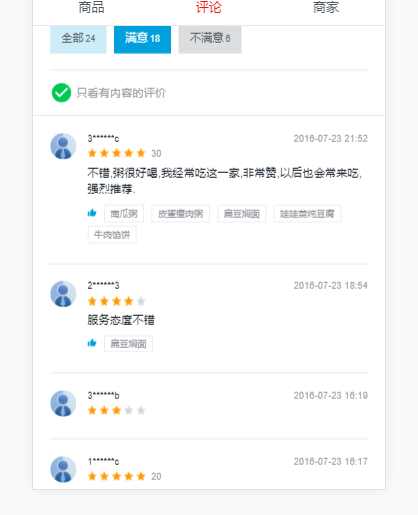 商品 评论 商家
全部 24 满意 18 不满意 6
只看有内容的评价
3******c 2016-07-23 21:52
30
不错,粥很好喝,我经常吃这一家,非常赞,以后也会常来吃,
强烈推荐.
南瓜粥 皮蛋瘦肉粥 扁豆焖面 娃娃菜炖豆腐
牛肉馅饼
2******3 2016-07-23 18:54
服务态度不错
扁豆焖面
3******b 2016-07-23 16:19
1******c 2016-07-23 16:17
20